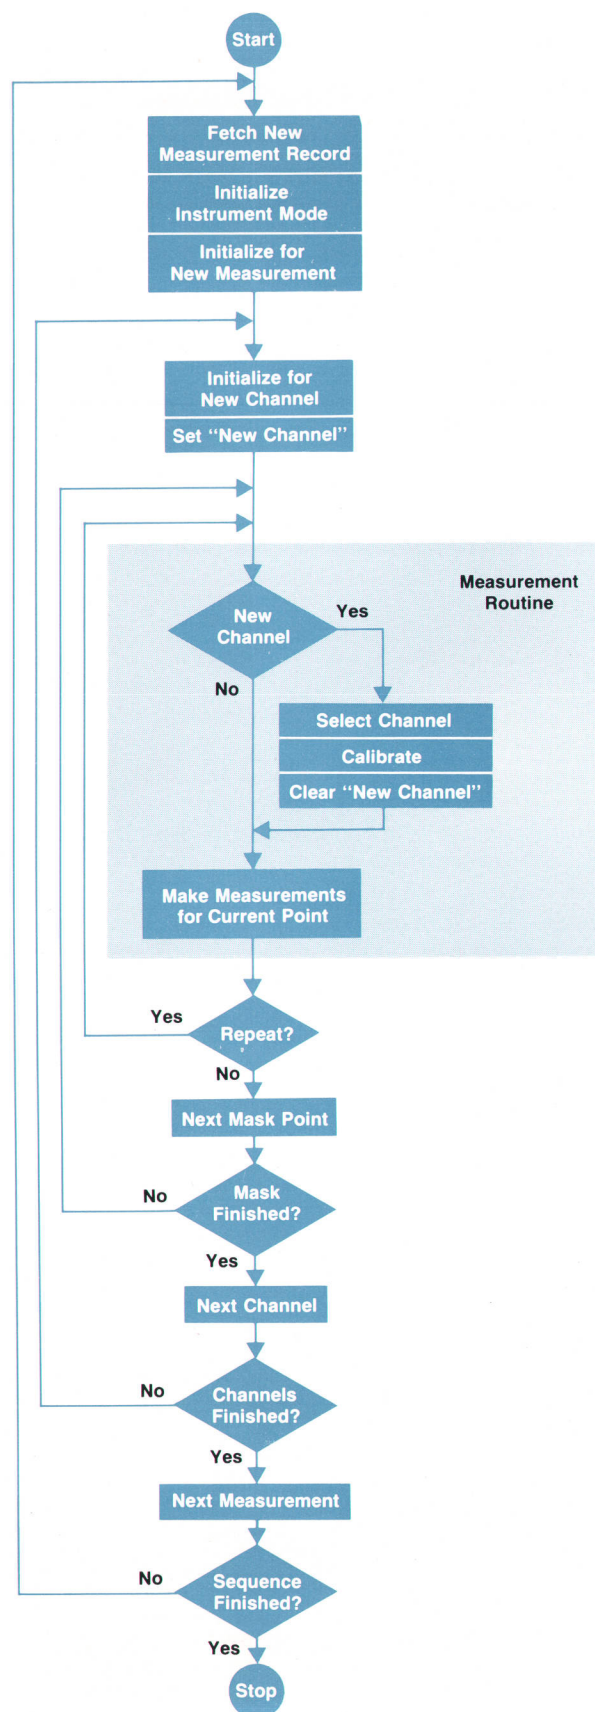 Start
Fetch New
Measurement Record
Initialize
Instrument Mode
Initialize for
New Measurement
Initialize for
New Channel
Set “New Channel”
Measurement
Routine
New
Channel
Yes
No
Select Channel
Calibrate
Clear “New Channel”
Make Measurements
for Current Point
Yes
Repeat?
No
Next Mask Point
No
Mask
Finished?
Yes
Next Channel
No
Channels
Finished?
Yes
Next Measurement
No
Sequence
Finished?
Yes
Stop